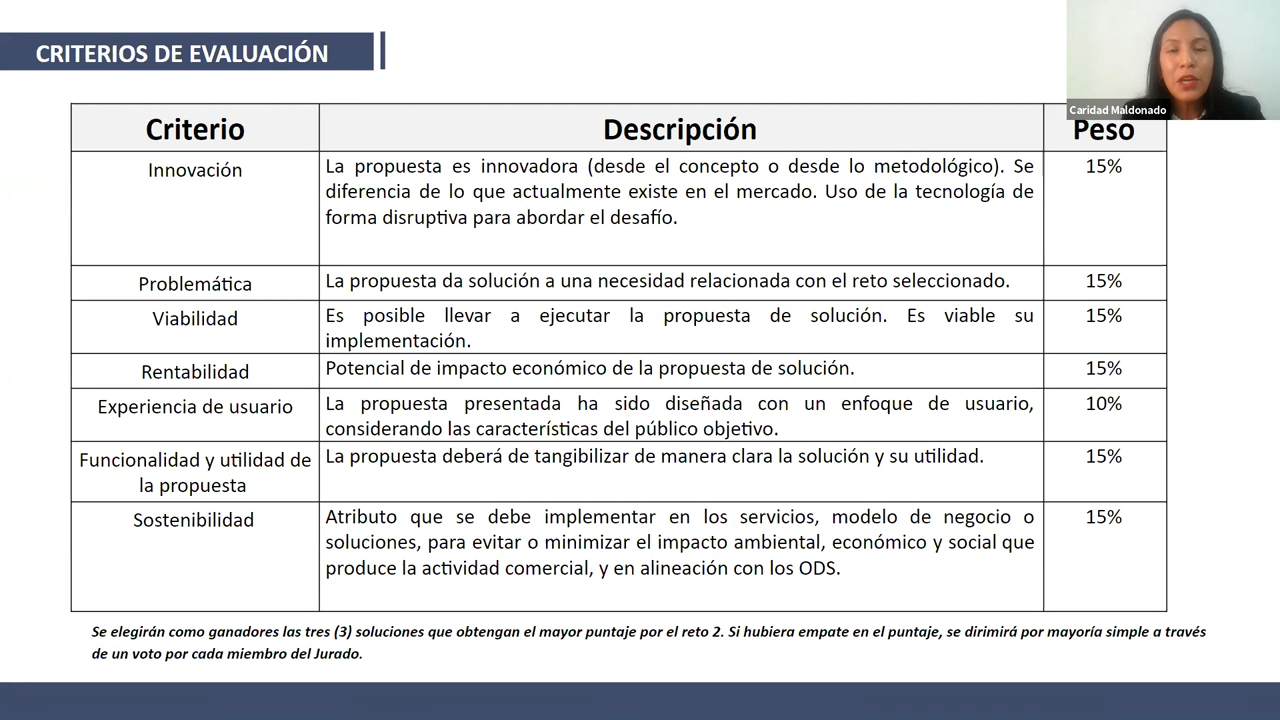 CRITERIOS DE EVALUACIÓN
Caridad Maldonado
Criterio
Descripción
Peso
Innovación
La propuesta es innovadora (desde el concepto o desde lo metodológico). Se
diferencia de lo que actualmente existe en el mercado. Uso de la tecnología de
forma disruptiva para abordar el desafío.
15%
Problemática
La propuesta da solución a una necesidad relacionada con el reto seleccionado.
15%
Viabilidad
Es posible llevar a ejecutar la propuesta de solución. Es viable su
implementación.
15%
Rentabilidad
Potencial de impacto económico de la propuesta de solución.
15%
Experiencia de usuario
La propuesta presentada ha sido diseñada con un enfoque de usuario,
considerando las características del público objetivo.
10%
Funcionalidad y utilidad de
la propuesta
La propuesta deberá de tangibilizar de manera clara la solución y su utilidad.
15%
Sostenibilidad
Atributo que se debe implementar en los servicios, modelo de negocio o
soluciones, para evitar o minimizar el impacto ambiental, económico y social que
produce la actividad comercial, y en alineación con los ODS.
15%
Se elegirán como ganadores las tres (3) soluciones que obtengan el mayor puntaje por el reto 2. Si hubiera empate en el puntaje, se dirimirá por mayoría simple a través
de un voto por cada miembro del Jurado.